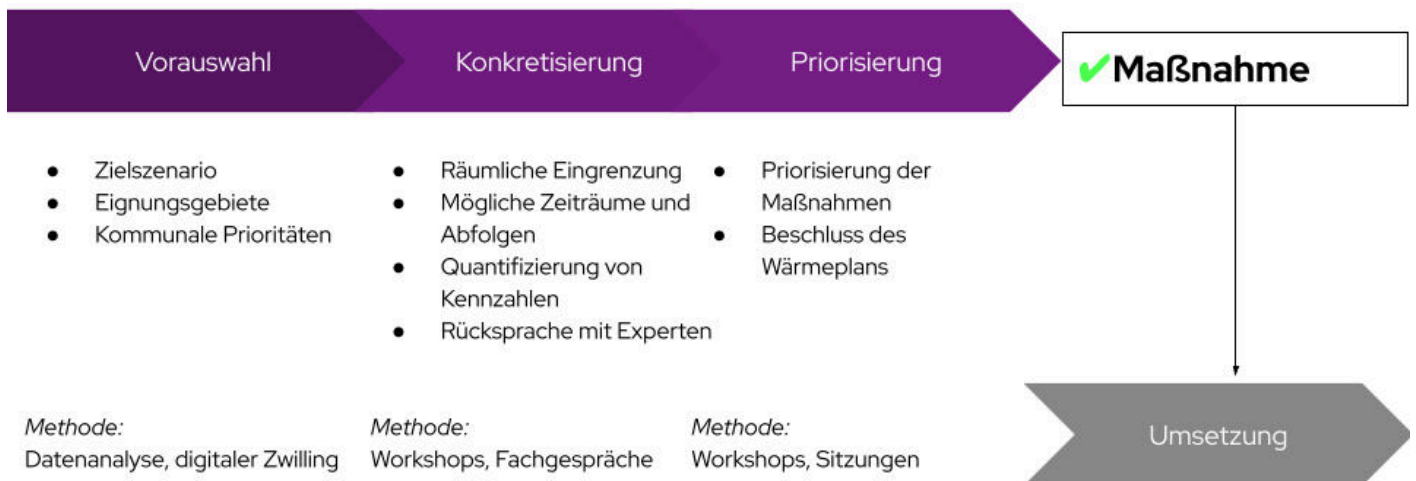 Vorauswahl
Konkretisierung
Priorisierung
✔Maßnahme
● Zielszenario
● Eignungsgebiete
● Kommunale Prioritäten
● Räumliche Eingrenzung
● Mögliche Zeiträume und
Abfolgen
● Quantifizierung von
Kennzahlen
● Rücksprache mit Experten
● Priorisierung der
Maßnahmen
● Beschluss des
Wärmeplans
Methode:
Datenanalyse, digitaler Zwilling
Methode:
Workshops, Fachgespräche
Methode:
Workshops, Sitzungen
Umsetzung